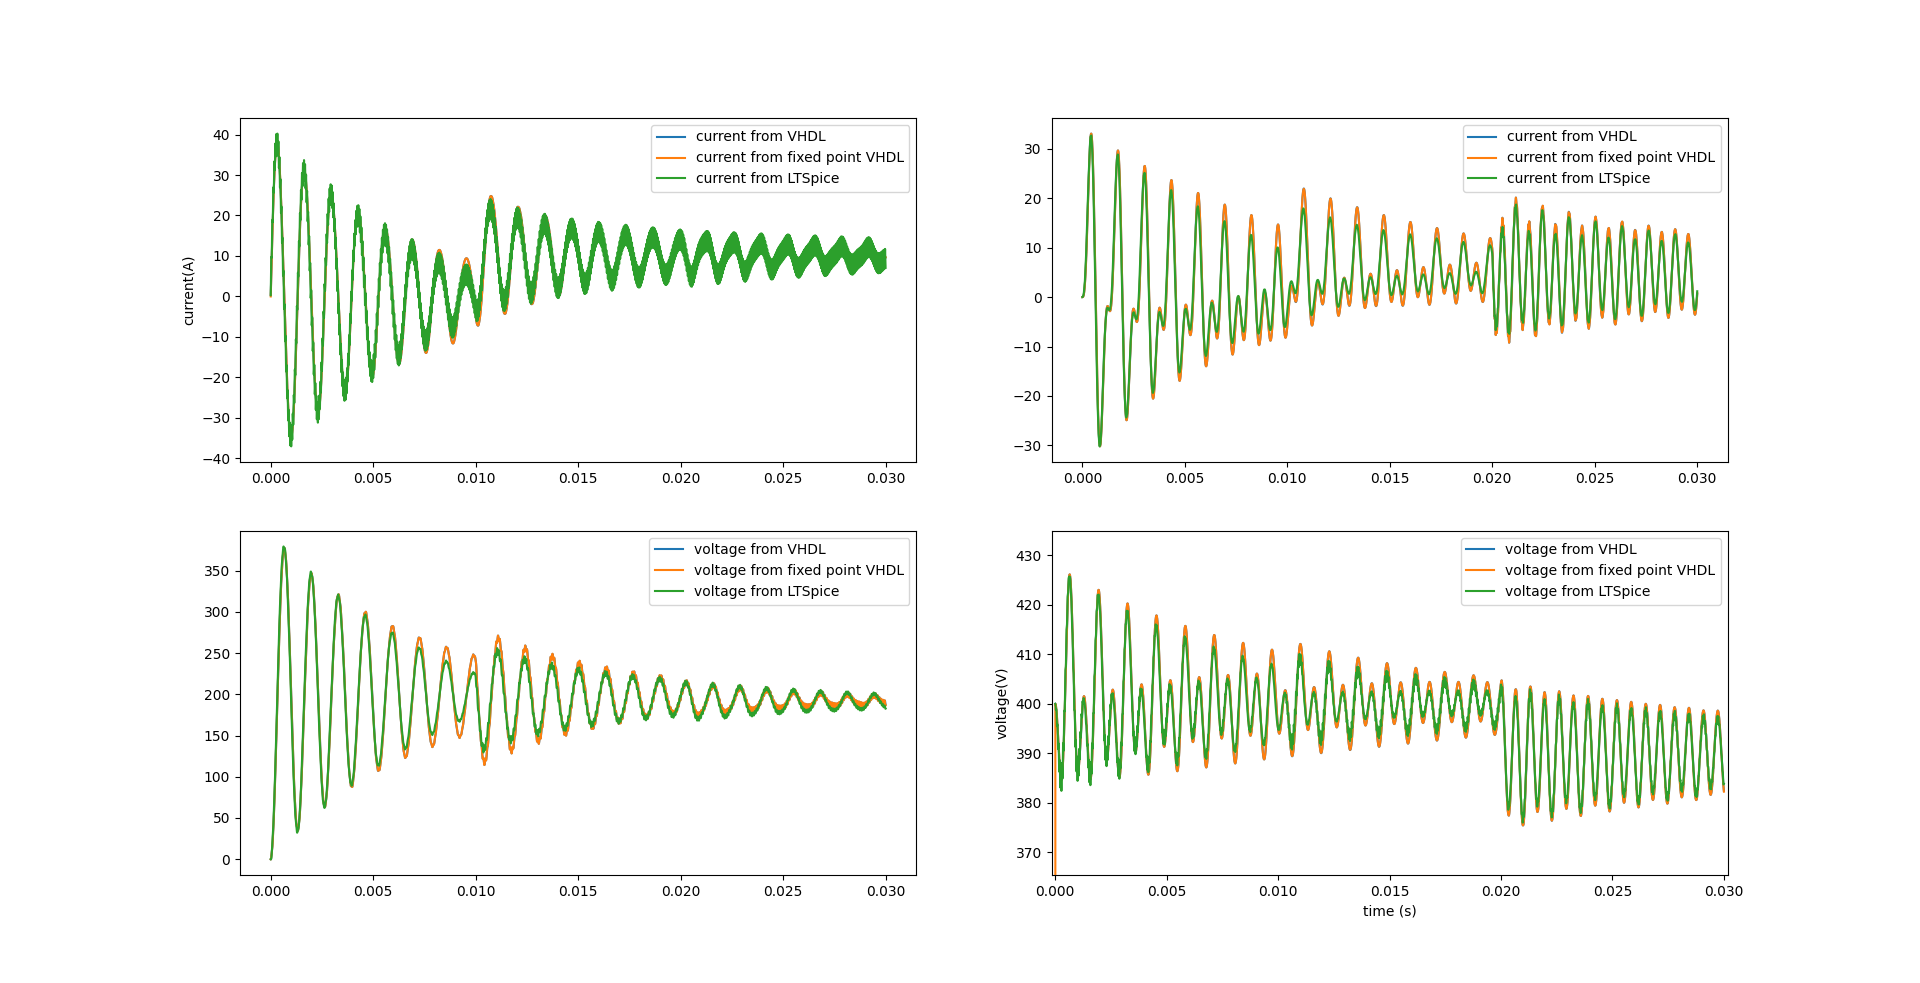 current(A)
40
30
20
10
0
−10
−20
−30
−40
0.000 0.005 0.010 0.015 0.020 0.025 0.030
current from VHDL
current from fixed point VHDL
current from LTSpice
30
20
10
0
−10
−20
−30
0.000 0.005 0.010 0.015 0.020 0.025 0.030
current from VHDL
current from fixed point VHDL
current from LTSpice
350
300
250
200
150
100
50
0
0.000 0.005 0.010 0.015 0.020 0.025 0.030
voltage from VHDL
voltage from fixed point VHDL
voltage from LTSpice
voltage(V)
430
420
410
400
390
380
370
0.000 0.005 0.010 0.015 0.020 0.025 0.030
time (s)
voltage from VHDL
voltage from fixed point VHDL
voltage from LTSpice